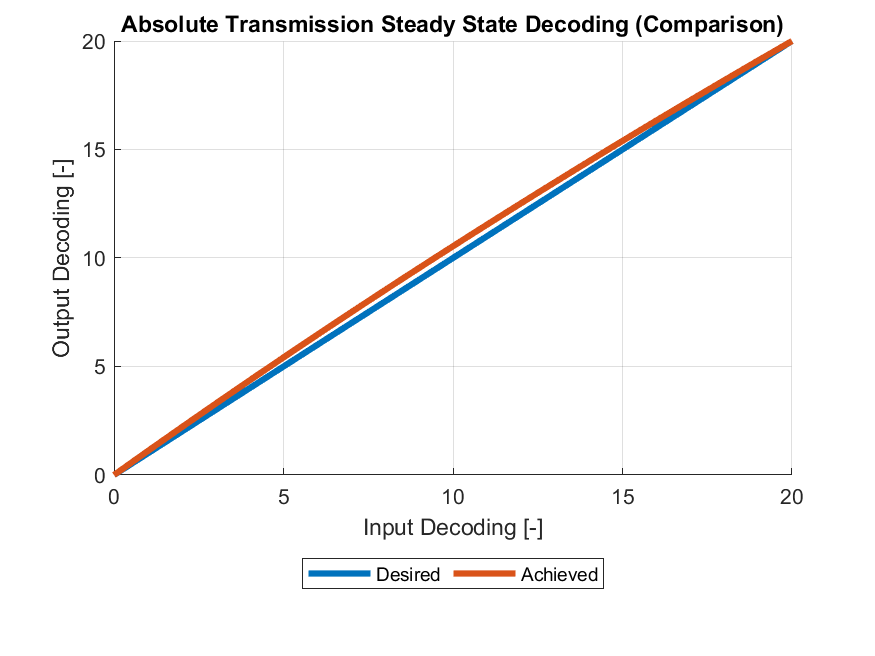 Absolute Transmission Steady State Decoding (Comparison)
20
15
10
5
0
Output Decoding [-]
0 5 10 15 20
Input Decoding [-]
Desired Achieved